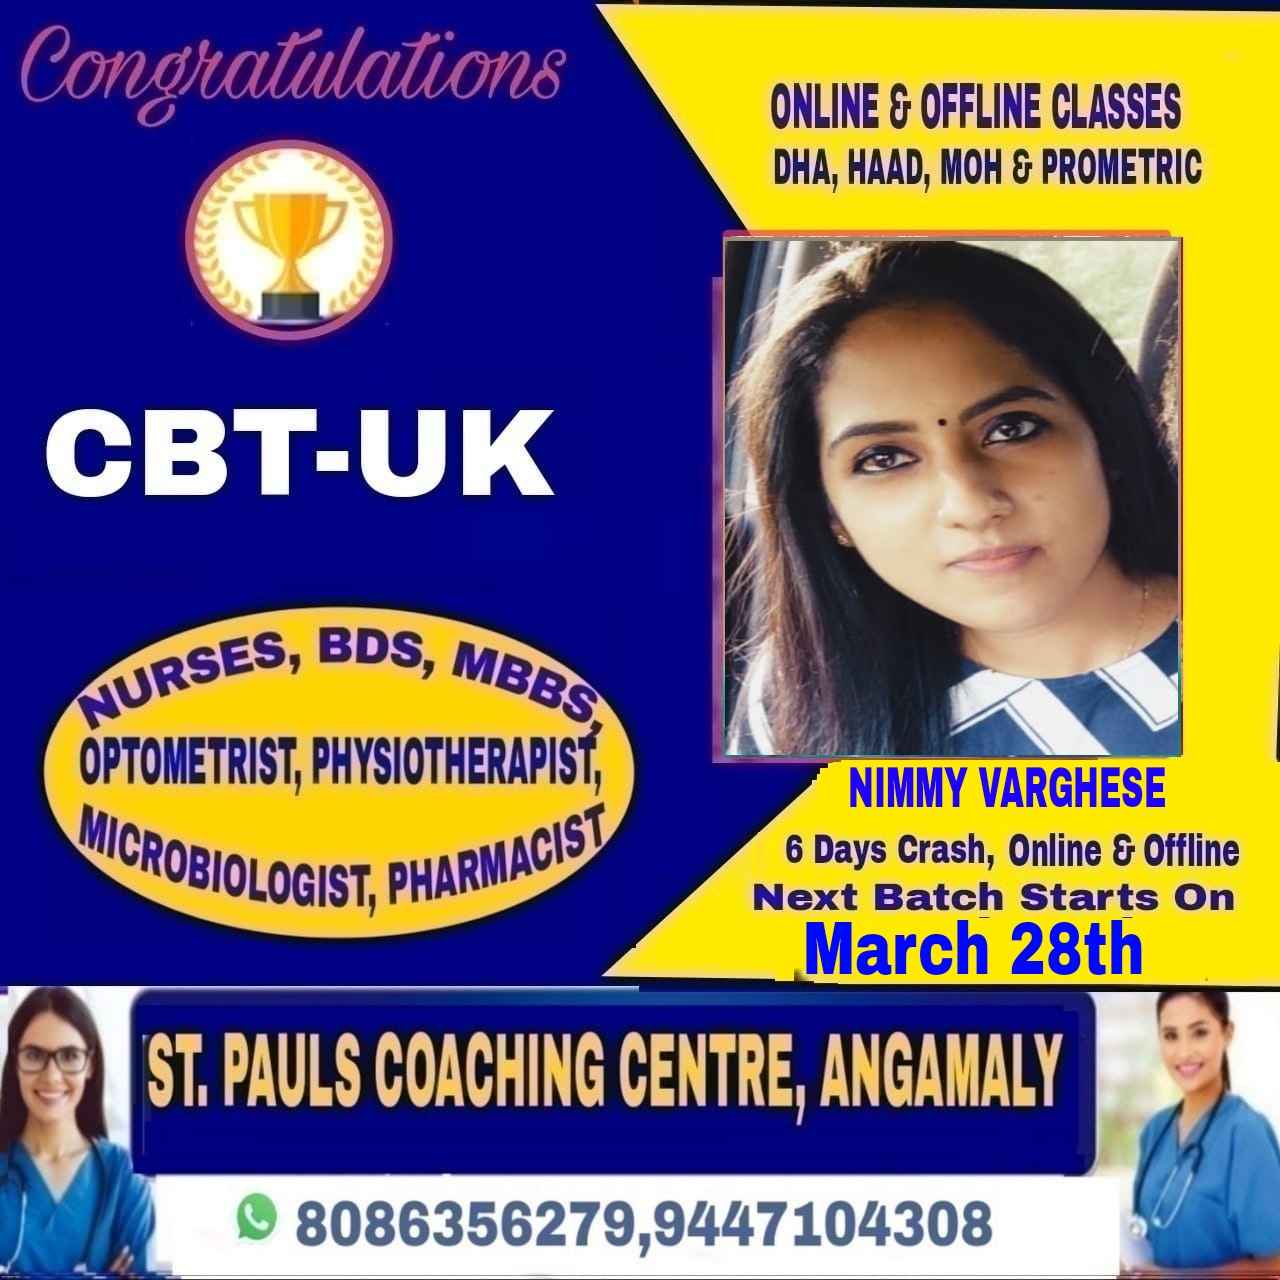 Congratulations
CBT-UK
NURSES, BDS, MBBS,
OPTOMETRIST, PHYSIOTHERAPIST,
MICROBIOLOGIST, PHARMACIST
ONLINE & OFFLINE CLASSES
DHA, HAAD, MOH & PROMETRIC
NIMMY VARGHESE
6 Days Crash, Online & Offline
Next Batch Starts On
March 28th
ST. PAULS COACHING CENTRE, ANGAMALY
8086356279,9447104308